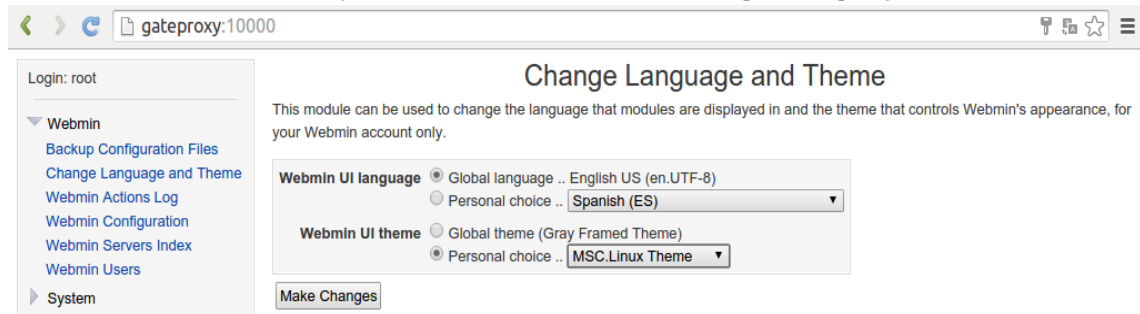 gateproxy:10000
Login: root
Webmin
Backup Configuration Files
Change Language and Theme
Webmin Actions Log
Webmin Configuration
Webmin Servers Index
Webmin Users
System
Change Language and Theme
This module can be used to change the language that modules are displayed in and the theme that controls Webmin's appearance, for
your Webmin account only.
Webmin UI language Global language .. English US (en.UTF-8)
Personal choice .. Spanish (ES)
Webmin UI theme Global theme (Gray Framed Theme)
Personal choice .. MSC.Linux Theme
Make Changes